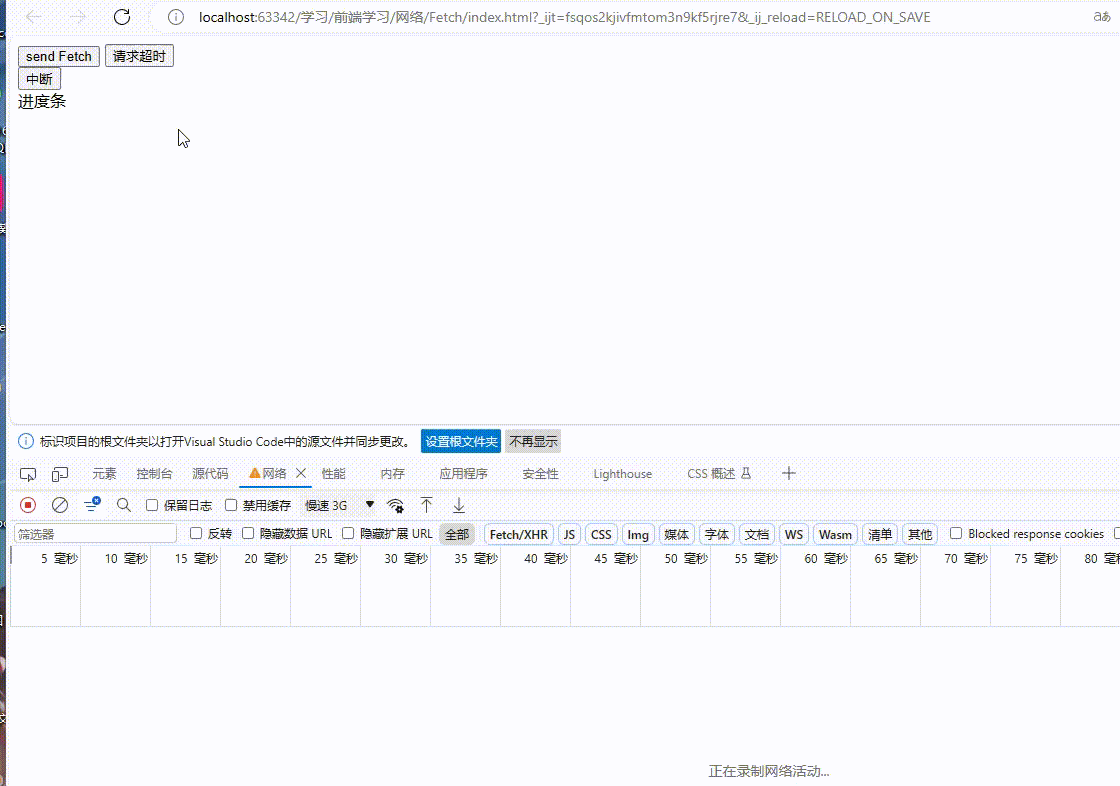 localhost:63342/学习/前端学习/网络/Fetch/index.html?_ijt=fsqos2kjivfmtom3n9kf5rjre7&_ij_reload=RELOAD_ON_SAVE aあ
send Fetch 请求超时
中断
进度条
标识项目的根文件夹以打开Visual Studio Code中的源文件并同步更改。 设置根文件夹 不再显示
元素 控制台 源代码 网络 性能 内存 应用程序 安全性 Lighthouse CSS 概述
保留日志 禁用缓存 慢速 3G
筛选器 反转 隐藏数据 URL 隐藏扩展 URL 全部 Fetch/XHR JS CSS Img 媒体 字体 文档 WS Wasm 清单 其他 Blocked response cookies
5 毫秒 10 毫秒 15 毫秒 20 毫秒 25 毫秒 30 毫秒 35 毫秒 40 毫秒 45 毫秒 50 毫秒 55 毫秒 60 毫秒 65 毫秒 70 毫秒 75 毫秒 80 毫
正在录制网络活动...